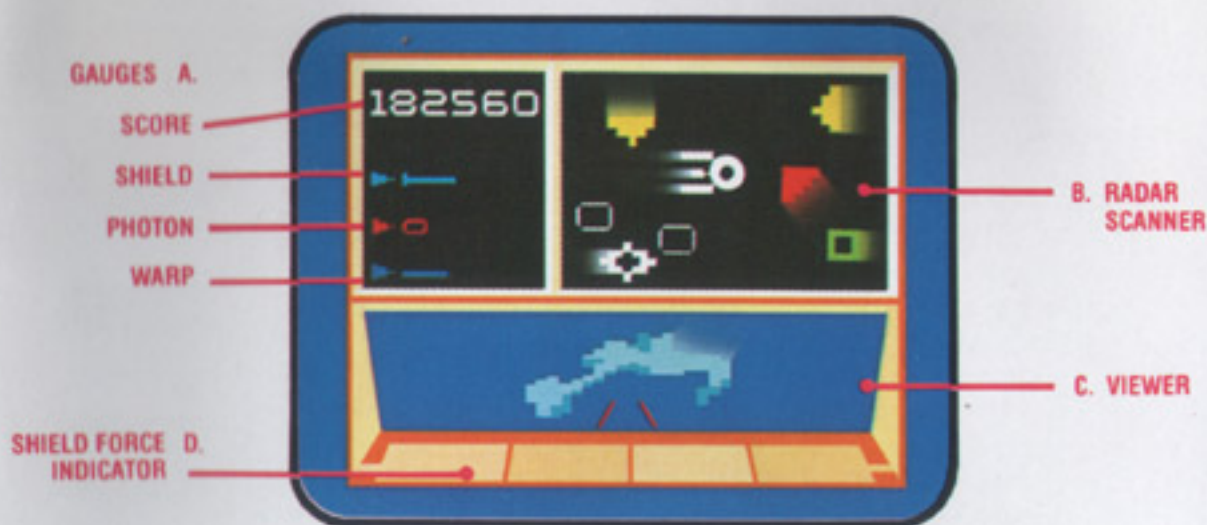 GAUGES A.
SCORE
SHIELD
PHOTON
WARP
182560
B. RADAR
SCANNER
C. VIEWER
SHIELD FORCE D.
INDICATOR